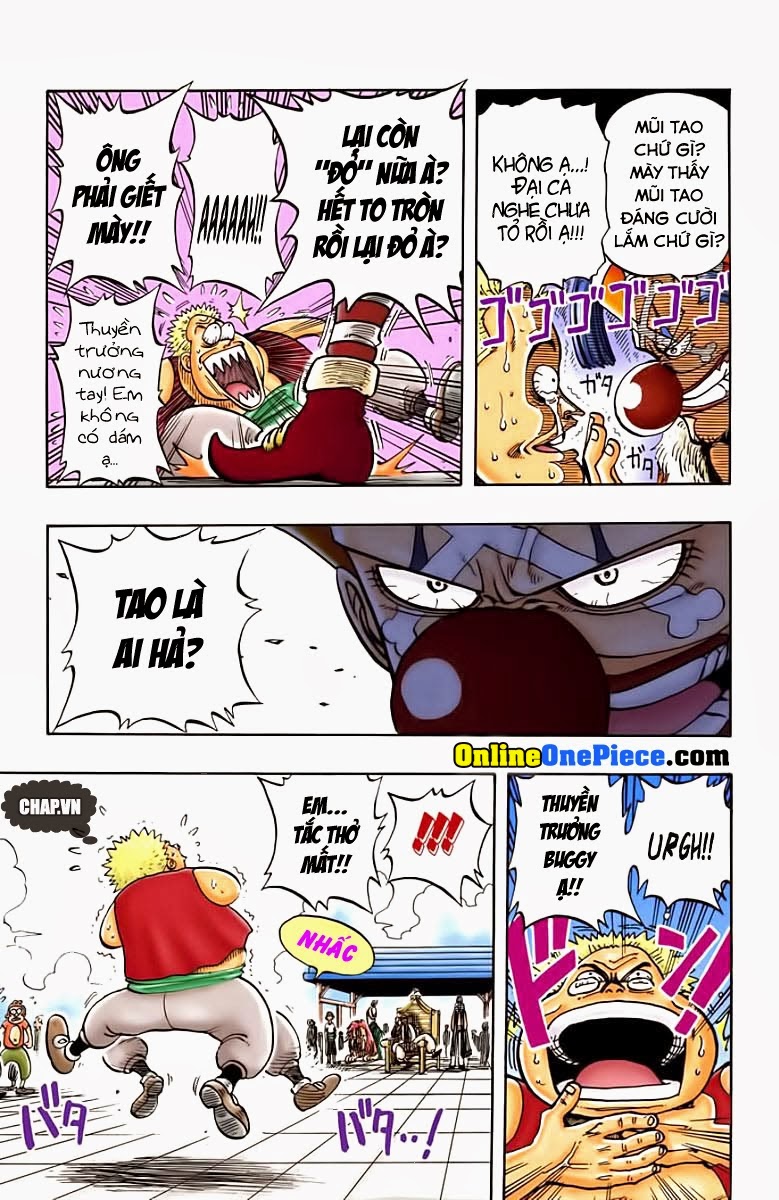 MŨI TAO
CHỨ GÌ?
MÀY THẤY
MŨI TAO
ĐÁNG CƯỜI
LẮM CHỨ GÌ?
KHÔNG Ạ...!
ĐẠI CA
NGHE CHƯA
TỎ RỒI Ạ!!!
ゴゴゴゴゴゴ
ガタ
ガタ
LẠI CÒN
"ĐỎ" NỮA À?
HẾT TO TRÒN
RỒI LẠI ĐỎ À?
AAAAAH!!!
ÔNG
PHẢI GIẾT
MÀY!!
Thuyền
trưởng
nương
tay! Em
không
có dám
ạ...
TAO LÀ
AI HẢ?
OnlineOnePiece.com
URGH!!
THUYỀN
TRƯỞNG
BUGGY
Ạ!!
ドン!!
!!!
EM...
TẮC THỞ
MẤT!!
NHẤC
CHAP.VN
バタ
バタ..!